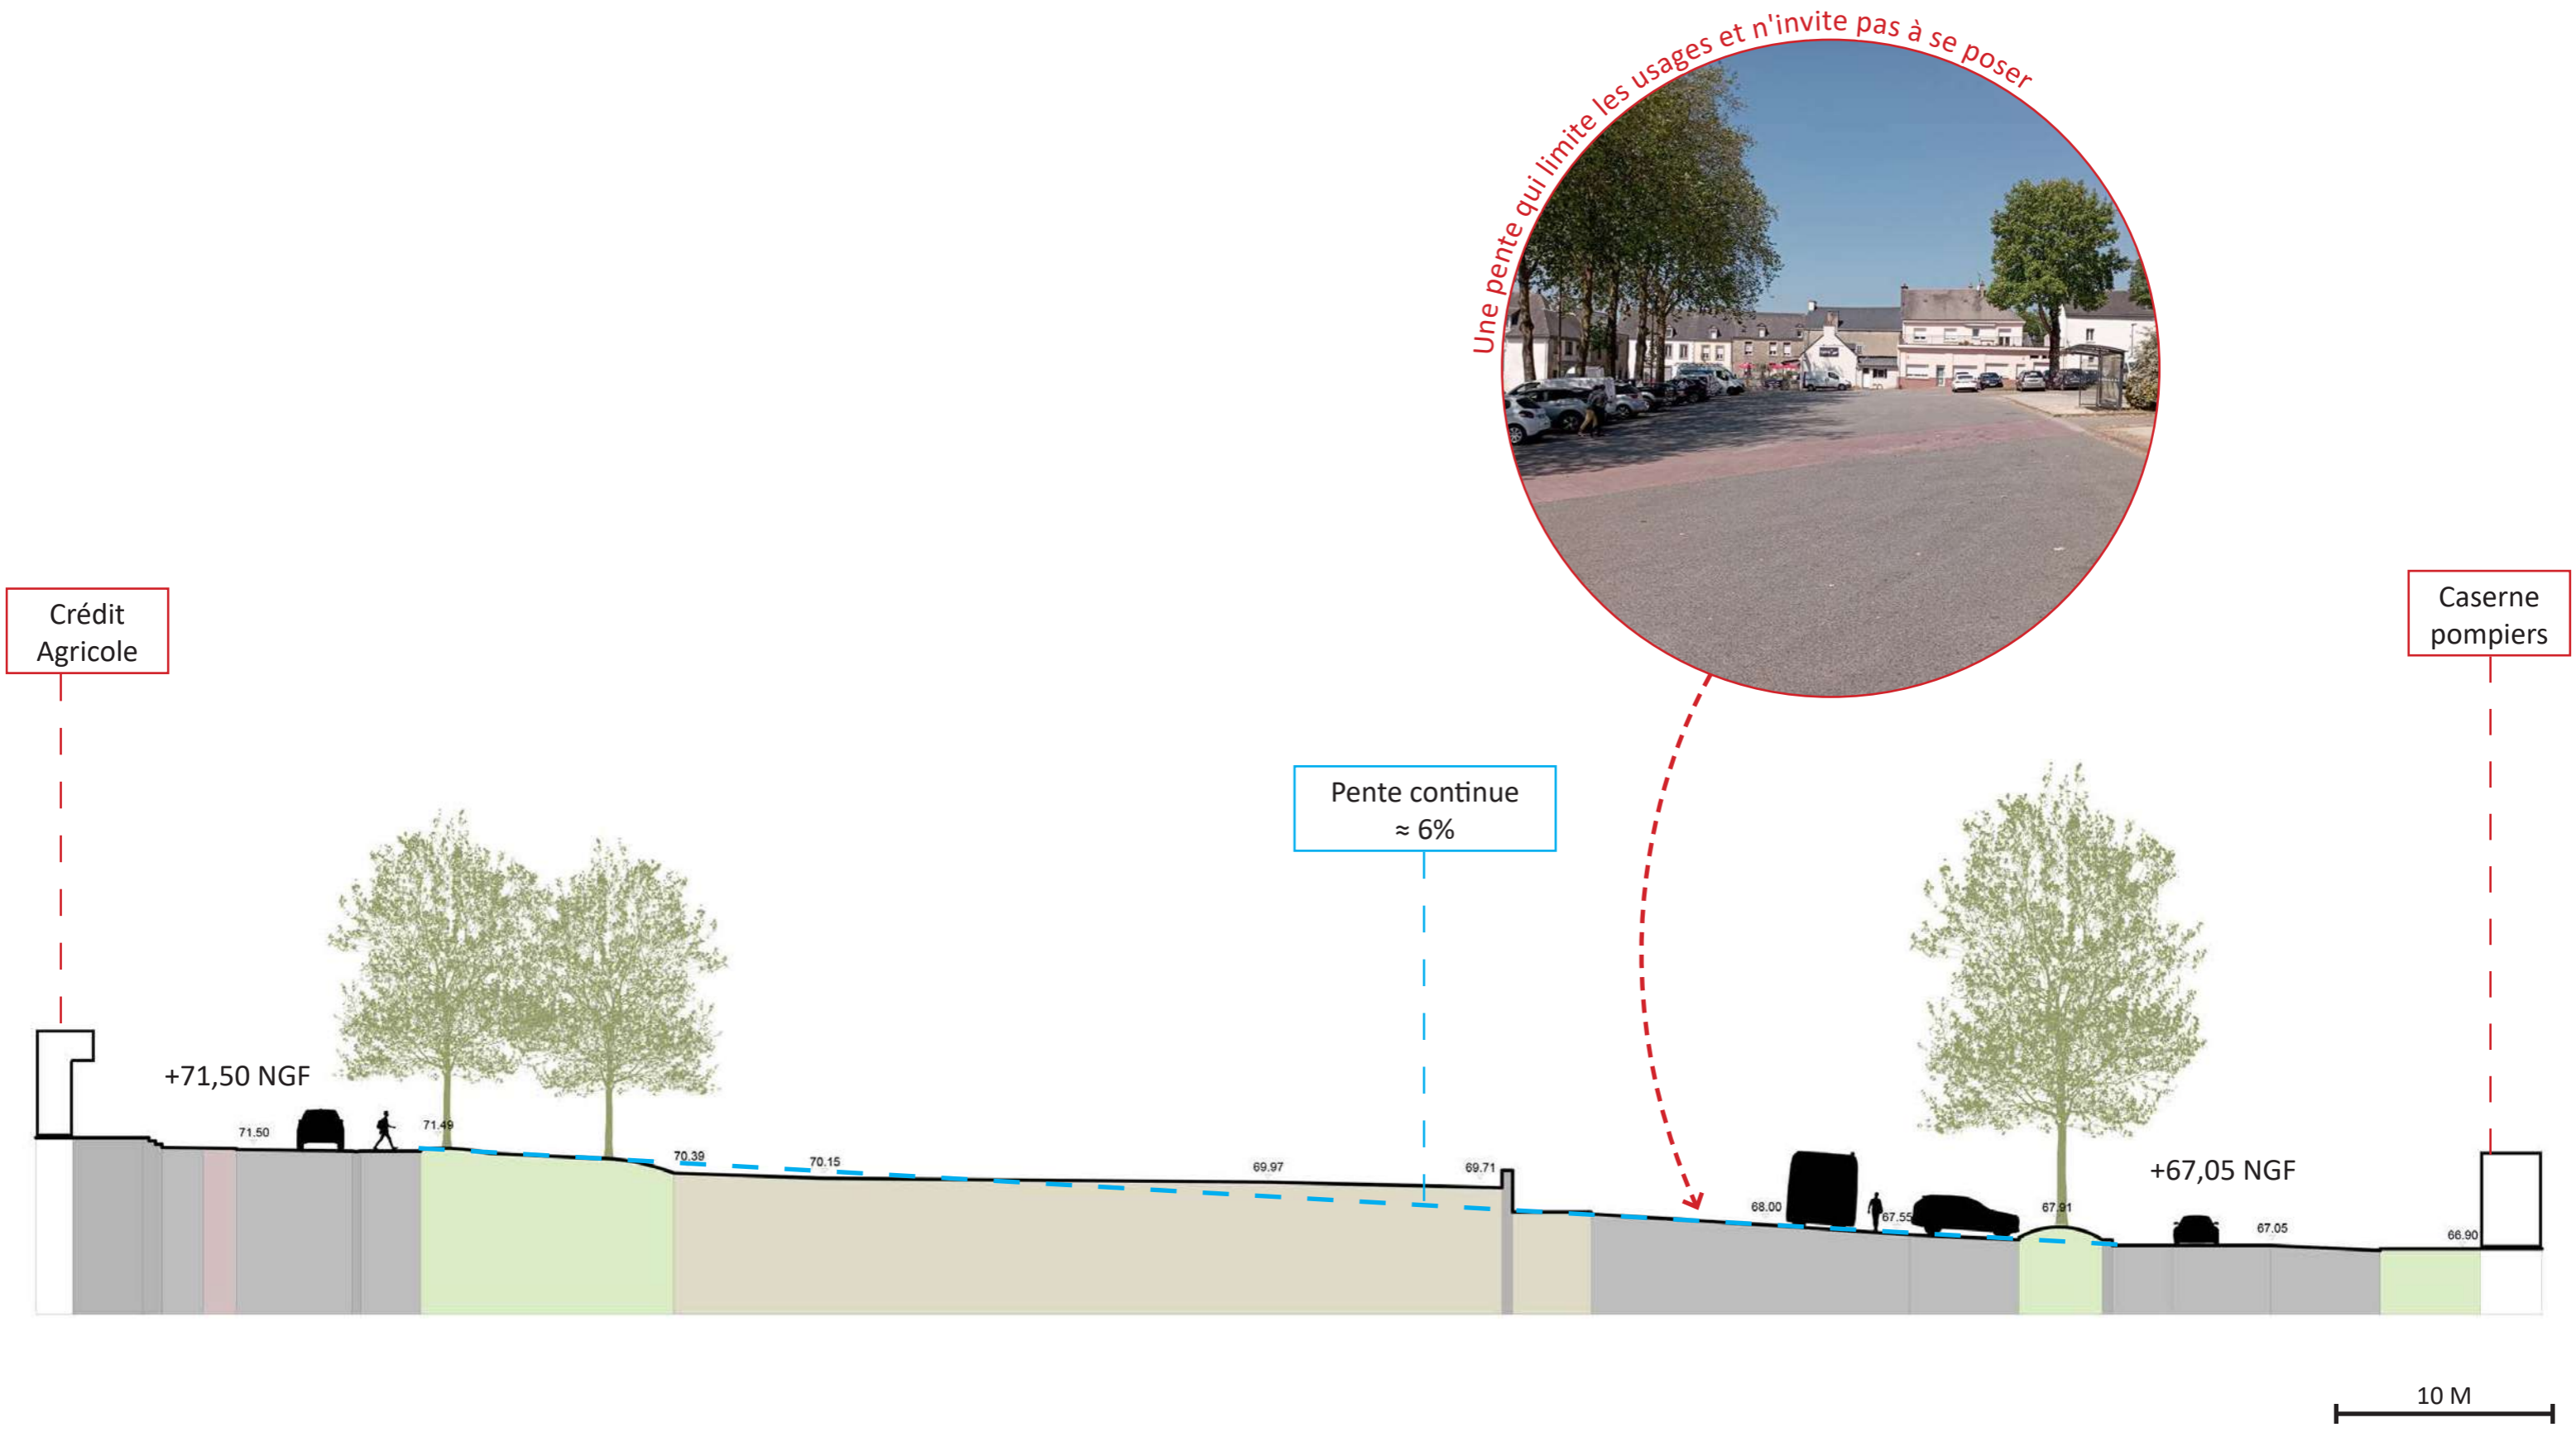 Une pente qui limite les usages et n'invite pas à se poser
Crédit
Agricole
Caserne
pompiers
Pente continue
≈ 6%
+71,50 NGF
71.50
71.49
70.39
70.15
69.97
69.71
68.00
67.55
67.91
+67,05 NGF
67.05
66.90
10 M